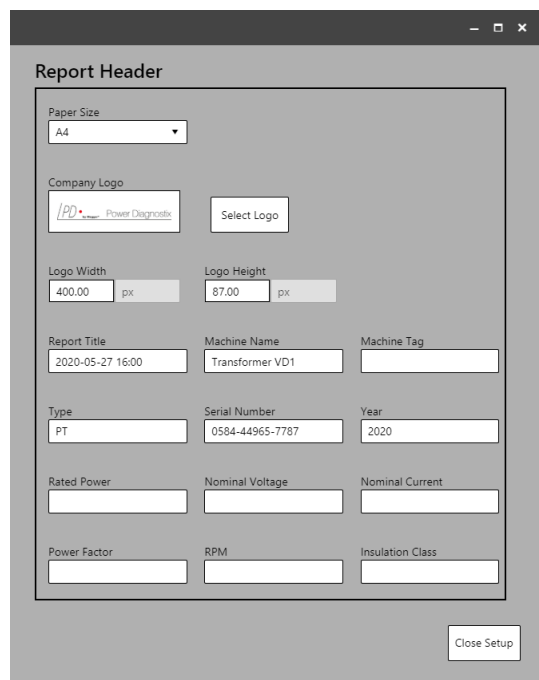 Report Header
Paper Size
A4
Company Logo
PD Power Diagnostix
Select Logo
Logo Width Logo Height
400.00 px 87.00 px
Report Title Machine Name Machine Tag
2020-05-27 16:00 Transformer VD1
Type Serial Number Year
PT 0584-44965-7787 2020
Rated Power Nominal Voltage Nominal Current
Power Factor RPM Insulation Class
Close Setup